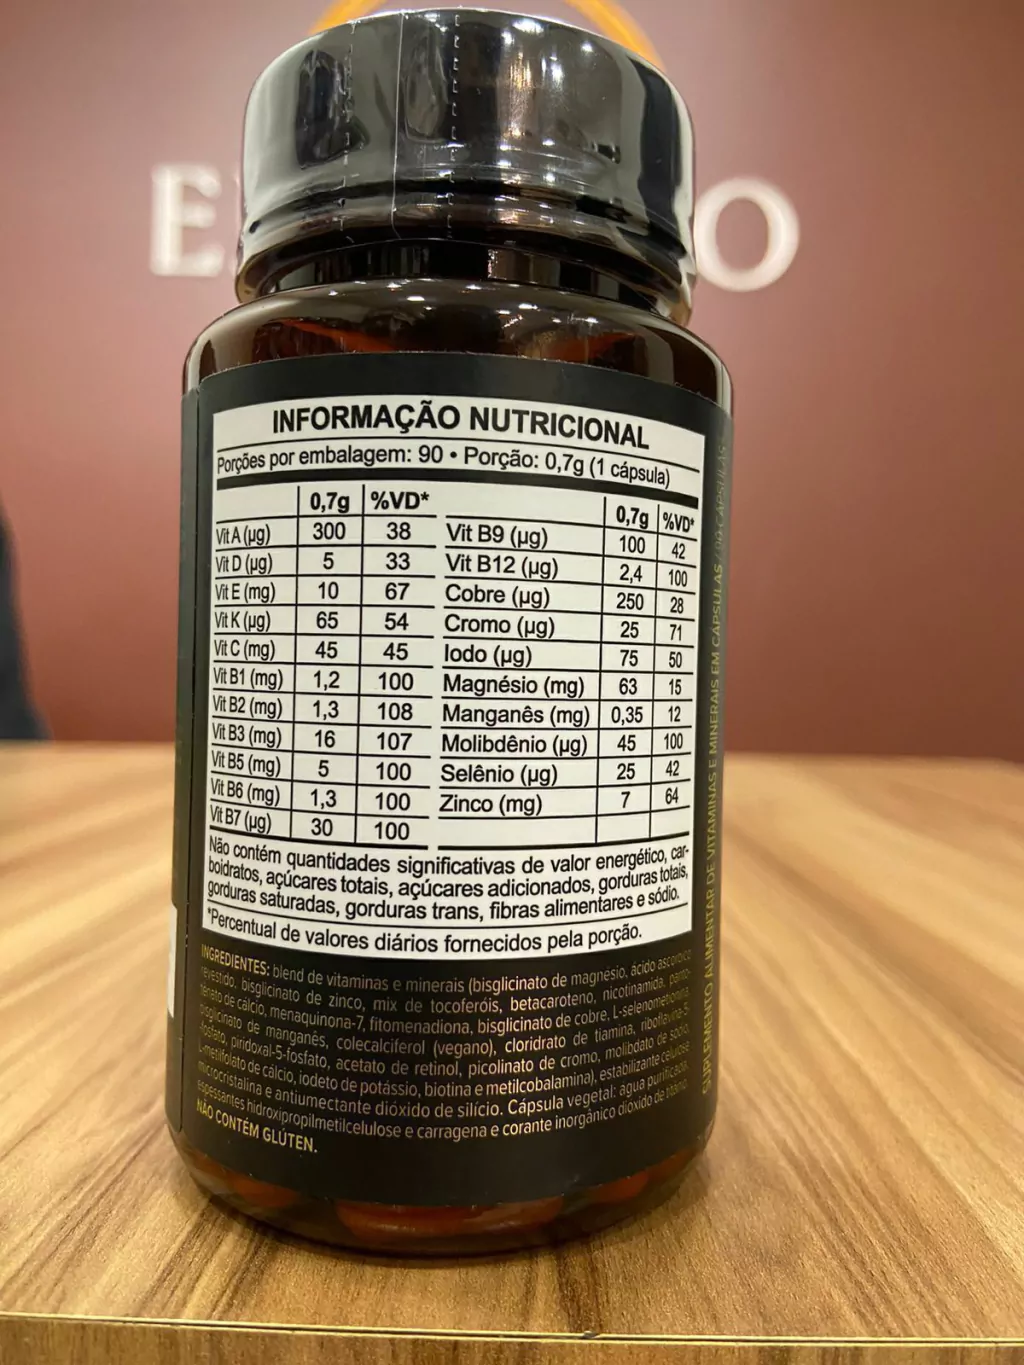 E
O
INFORMAÇÃO NUTRICIONAL
Porções por embalagem: 90 • Porção: 0,7g (1 cápsula)
0,7g %VD*
Vit A (µg) 300 38
Vit D (µg) 5 33
Vit E (mg) 10 67
Vit K (µg) 65 54
Vit C (mg) 45 45
Vit B1 (mg) 1,2 100
Vit B2 (mg) 1,3 108
Vit B3 (mg) 16 107
Vit B5 (mg) 5 100
Vit B6 (mg) 1,3 100
Vit B7 (µg) 30 100
0,7g %VD*
Vit B9 (µg) 100 42
Vit B12 (µg) 2,4 100
Cobre (µg) 250 28
Cromo (µg) 25 71
Iodo (µg) 75 50
Magnésio (mg) 63 15
Manganês (mg) 0,35 12
Molibdênio (µg) 45 100
Selênio (µg) 25 42
Zinco (mg) 7 64
Não contém quantidades significativas de valor energético, car-
boidratos, açúcares totais, açúcares adicionados, gorduras totais,
gorduras saturadas, gorduras trans, fibras alimentares e sódio.
*Percentual de valores diários fornecidos pela porção.
INGREDIENTES: blend de vitaminas e minerais (bisglicinato de magnésio, ácido ascórbico
revestido, bisglicinato de zinco, mix de tocoferóis, betacaroteno, nicotinamida, panto-
tenato de cálcio, menaquinona-7, fitomenadiona, bisglicinato de cobre, L-selenometionina,
bisglicinato de manganês, colecalciferol (vegano), cloridrato de tiamina, riboflavina-5-
fosfato, piridoxal-5-fosfato, acetato de retinol, picolinato de cromo, molibdato de sódio,
L-metilfolato de cálcio, iodeto de potássio, biotina e metilcobalamina), estabilizante celulose
microcristalina e antiumectante dióxido de silício. Cápsula vegetal: água purificada,
espessantes hidroxipropilmetilcelulose e carragena e corante inorgânico dióxido de titânio.
NÃO CONTÉM GLÚTEN.
SUPLEMENTO ALIMENTAR DE VITAMINAS E MINERAIS EM CÁPSULAS / 90 CÁPSULAS